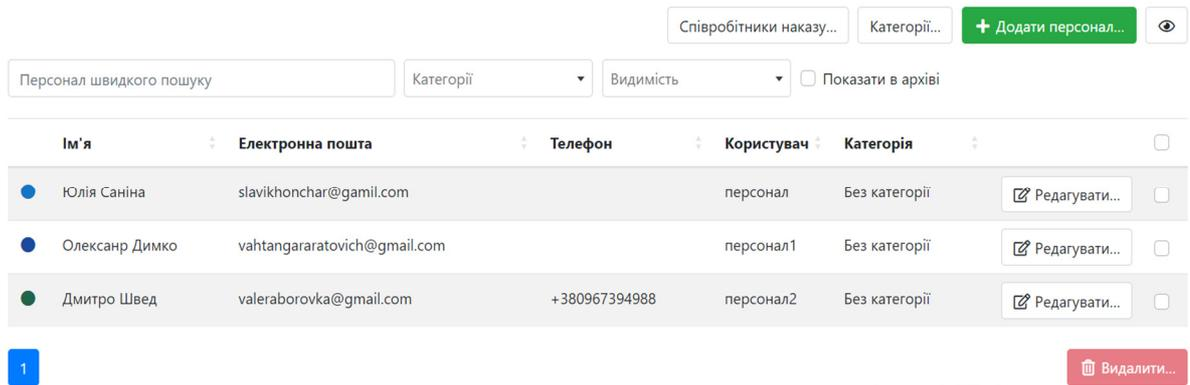 Співробітники наказу... Категорії... Додати персонал...
Персонал швидкого пошуку Категорії Видимість Показати в архіві
Ім'я Електронна пошта Телефон Користувач Категорія
Юлія Саніна slavikhonchar@gamil.com персонал Без категорії Редагувати...
Олексанр Димко vahtangararatovich@gmail.com персонал1 Без категорії Редагувати...
Дмитро Швед valeraborovka@gmail.com +380967394988 персонал2 Без категорії Редагувати...
1 Видалити...